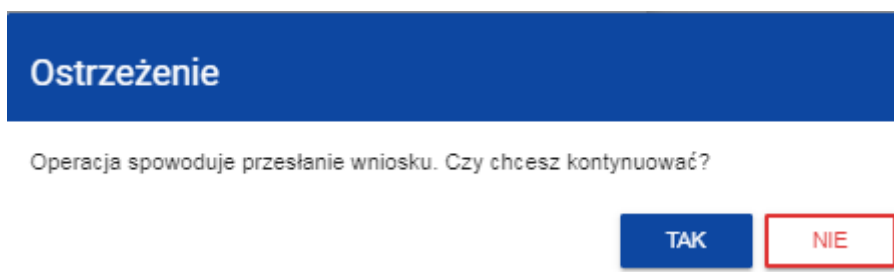 Ostrzeżenie
Operacja spowoduje przesłanie wniosku. Czy chcesz kontynuować?
TAK NIE